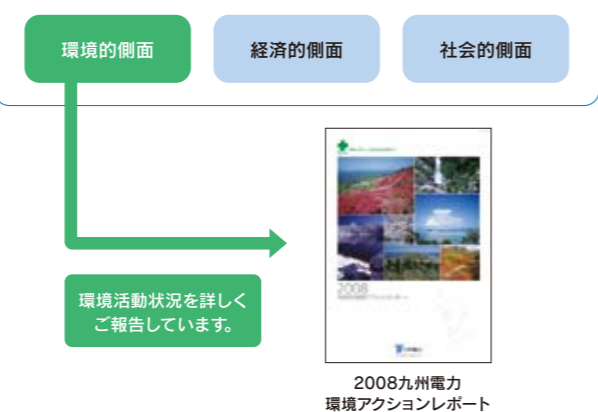 環境的側面
経済的側面
社会的側面
2008
環境活動状況を詳しく
ご報告しています。
2008九州電力
環境アクションレポート